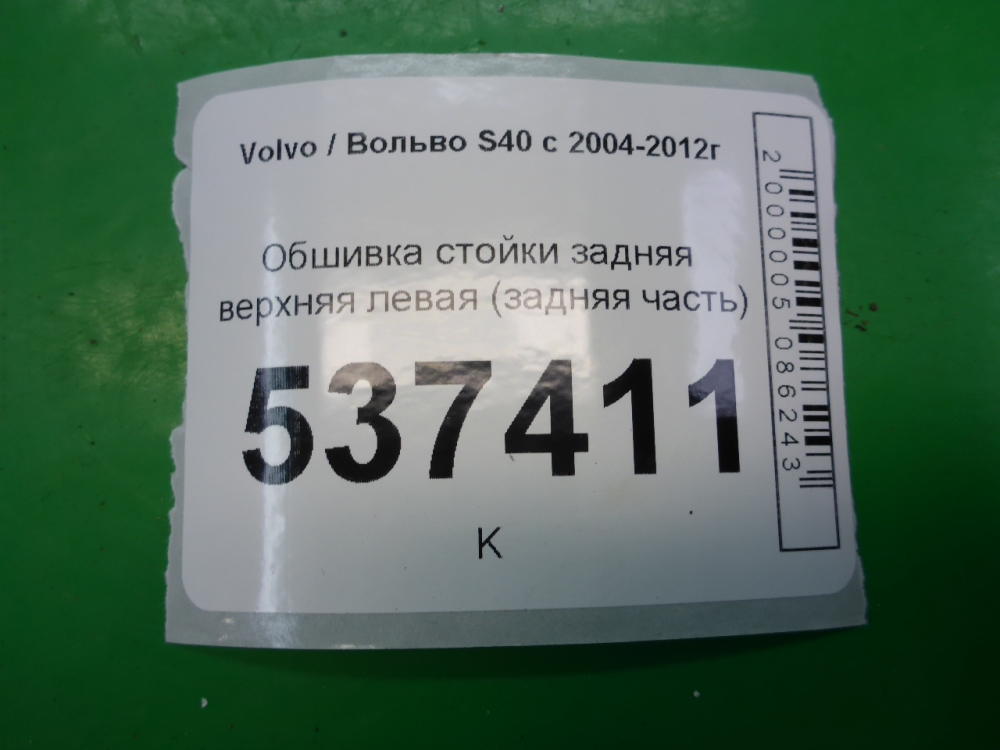 Volvo / Вольво S40 с 2004-2012г
Обшивка стойки задняя
верхняя левая (задняя часть)
537411
К
2 000005 086243